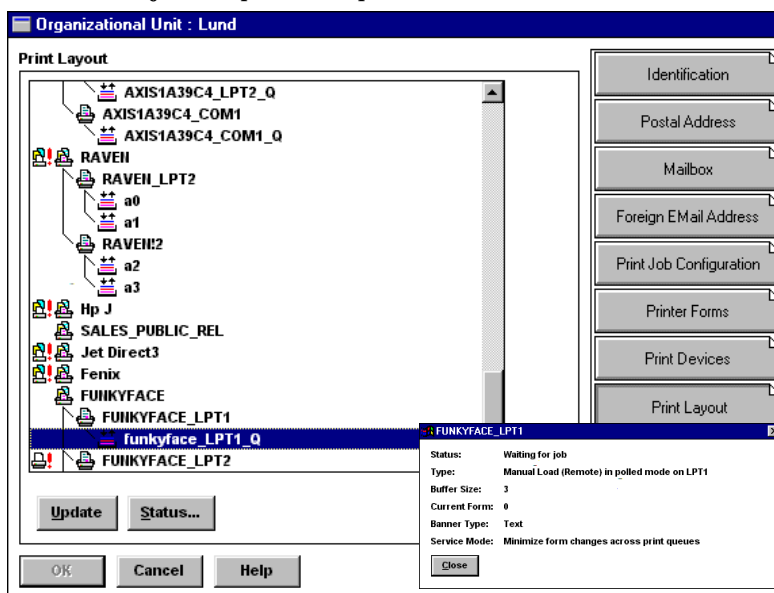 Organizational Unit : Lund
Print Layout
AXIS1A39C4_LPT2_Q
AXIS1A39C4_COM1
AXIS1A39C4_COM1_Q
RAVEN
RAVEN_LPT2
a0
a1
RAVEN!2
a2
a3
Hp J
SALES_PUBLIC_REL
Jet Direct3
Fenix
FUNKYFACE
FUNKYFACE_LPT1
funkyface_LPT1_Q
FUNKYFACE_LPT2
Update
Status...
OK
Cancel
Help
Identification
Postal Address
Mailbox
Foreign EMail Address
Print Job Configuration
Printer Forms
Print Devices
Print Layout
FUNKYFACE_LPT1
Status: Waiting for job
Type: Manual Load (Remote) in polled mode on LPT1
Buffer Size: 3
Current Form: 0
Banner Type: Text
Service Mode: Minimize form changes across print queues
Close